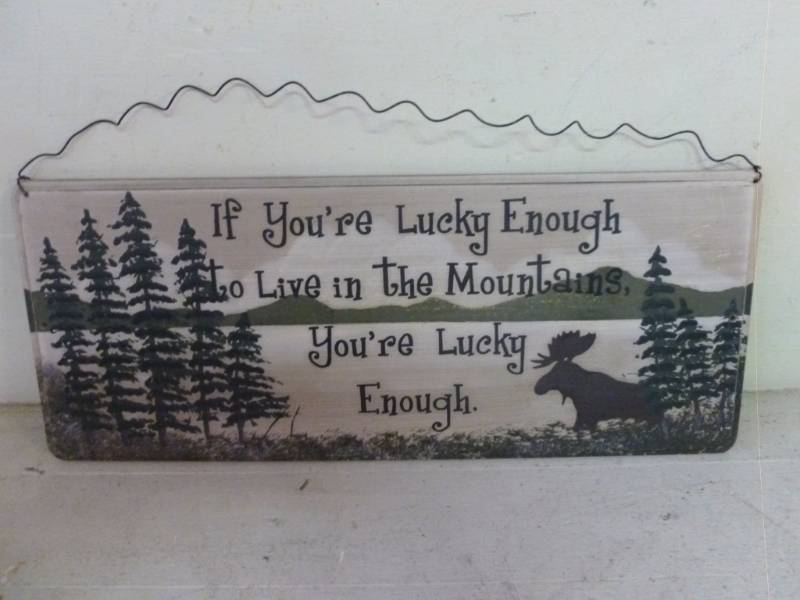 If You're Lucky Enough
to Live in the Mountains,
You're Lucky
Enough.